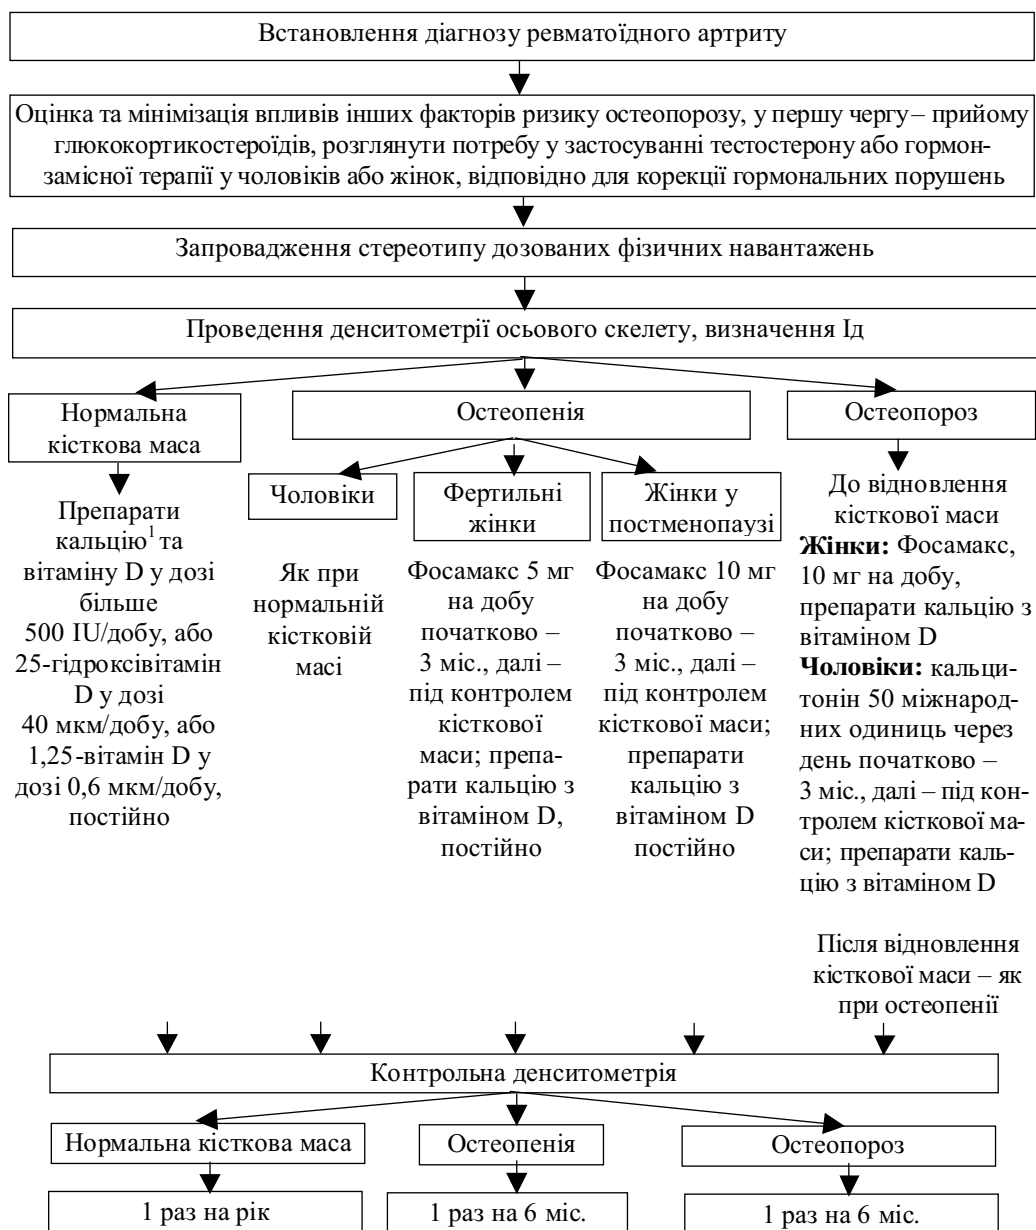 Встановлення діагнозу ревматоїдного артриту
Оцінка та мінімізація впливів інших факторів ризику остеопорозу, у першу чергу – прийому
глюкокортикостероїдів, розглянути потребу у застосуванні тестостерону або гормон-
замісної терапії у чоловіків або жінок, відповідно для корекції гормональних порушень
Запровадження стереотипу дозованих фізичних навантажень
Проведення денситометрії осьового скелету, визначення Ід
Нормальна
кісткова маса
Препарати
кальцію¹ та
вітаміну D у дозі
більше
500 IU/добу, або
25-гідроксівітамін
D у дозі
40 мкм/добу, або
1,25-вітамін D у
дозі 0,6 мкм/добу,
постійно
Остеопенія
Чоловіки
Як при
нормальній
кістковій
масі
Фертильні
жінки
Фосамакс 5 мг
на добу
початково –
3 міс., далі –
під контролем
кісткової
маси; препа-
рати кальцію з
вітаміном D,
постійно
Жінки у
постменопаузі
Фосамакс 10 мг
на добу
початково –
3 міс., далі –
під контролем
кісткової маси;
препарати
кальцію з
вітаміном D
постійно
Остеопороз
До відновлення
кісткової маси
Жінки: Фосамакс,
10 мг на добу,
препарати кальцію з
вітаміном D
Чоловіки: кальци-
тонін 50 міжнарод-
них одиниць через
день початково –
3 міс., далі – під кон-
тролем кісткової ма-
си; препарати каль-
цію з вітаміном D
Після відновлення
кісткової маси – як
при остеопенії
Контрольна денситометрія
Нормальна кісткова маса
1 раз на рік
Остеопенія
1 раз на 6 міс.
Остеопороз
1 раз на 6 міс.